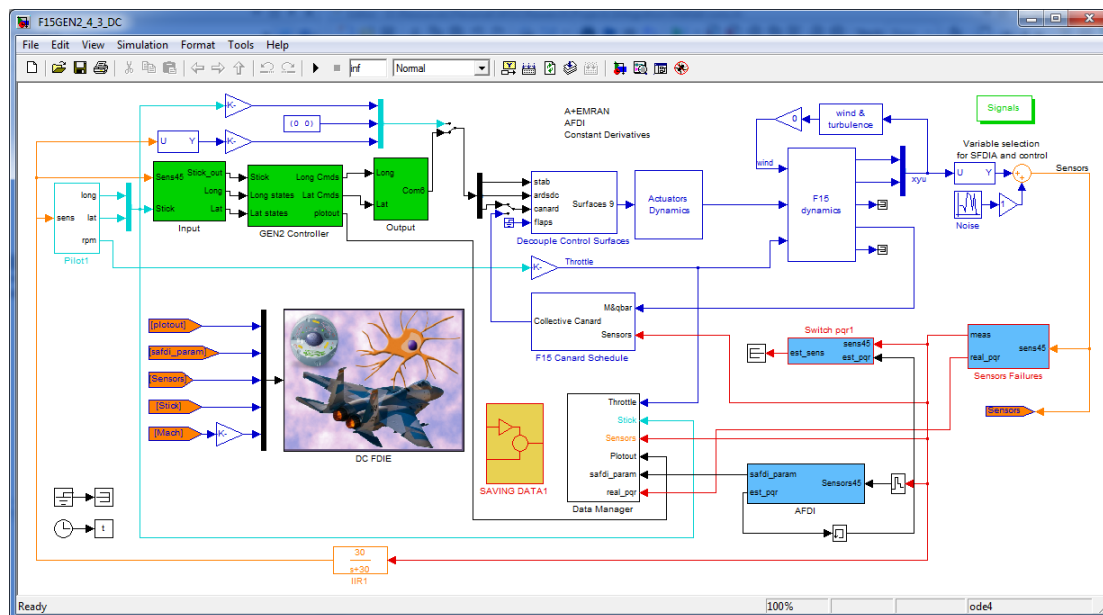 F15GEN2_4_3_DC
File Edit View Simulation Format Tools Help
inf Normal
A+EMRAN
AFDI
Constant Derivatives
-K-
(0 0)
U Y -K-
Sens45 Stick_out
Long
Stick Lat
Input
Stick Long Cmds
Long states Lat Cmds
Lat states plotout
GEN2 Controller
Long
Com6
Lat
Output
long
sens lat
rpm
Pilot1
stab
ardsdc
canard
flaps
Surfaces 9
Decouple Control Surfaces
Actuators
Dynamics
0
wind &
turbulence
wind
F15
dynamics
xyu
Signals
Variable selection
for SFDIA and control
U Y
Sensors
Noise
1
-K- Throttle
M&qbar
Collective Canard
Sensors
F15 Canard Schedule
Switch pqr1
sens45
est_sens
est_pqr
meas
sens45
real_pqr
Sensors Failures
Sensors
[plotout]
[safdi_param]
[Sensors]
[Stick]
[Mach] -K-
DC FDIE
SAVING DATA1
Throttle
Stick
Sensors
Plotout
safdi_param
real_pqr
Data Manager
safdi_param
Sensors45
est_pqr
AFDI
t
30
s+30
IIR1
Ready 100% ode4